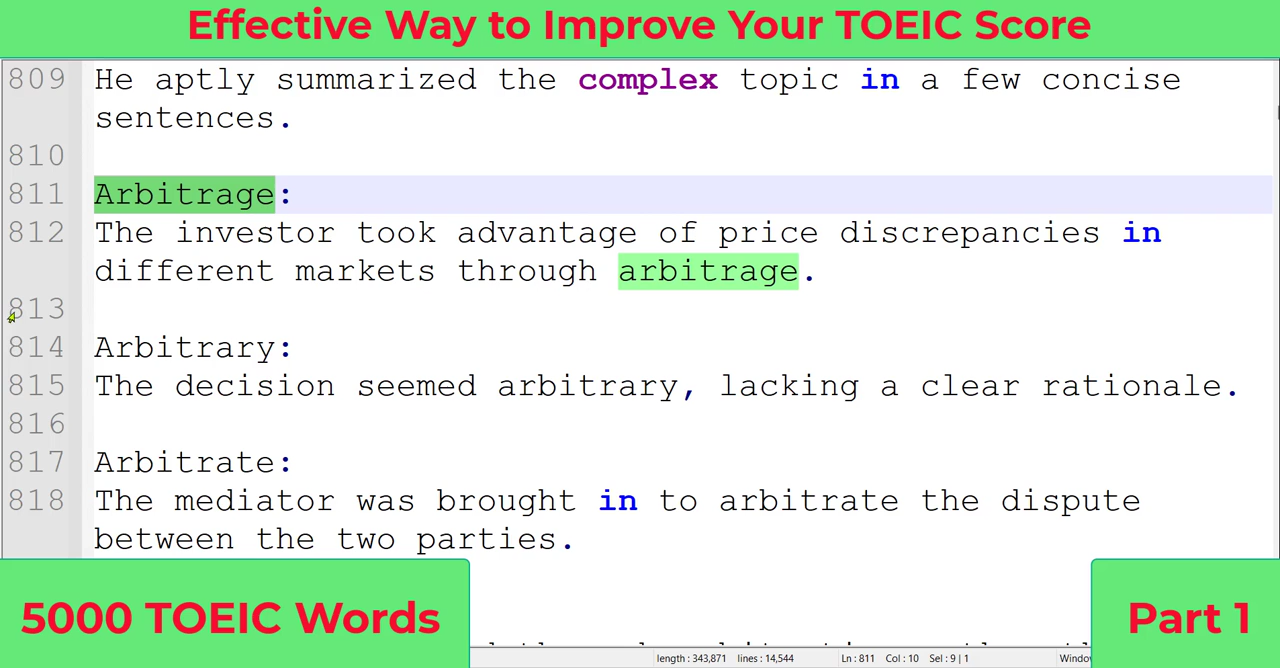 Effective Way to Improve Your TOEIC Score
809 He aptly summarized the complex topic in a few concise
sentences.
810
811 Arbitrage:
812 The investor took advantage of price discrepancies in
different markets through arbitrage.
813
814 Arbitrary:
815 The decision seemed arbitrary, lacking a clear rationale.
816
817 Arbitrate:
818 The mediator was brought in to arbitrate the dispute
between the two parties.
5000 TOEIC Words
Part 1
length : 343,871 lines : 14,544 Ln : 811 Col : 10 Sel : 9 | 1